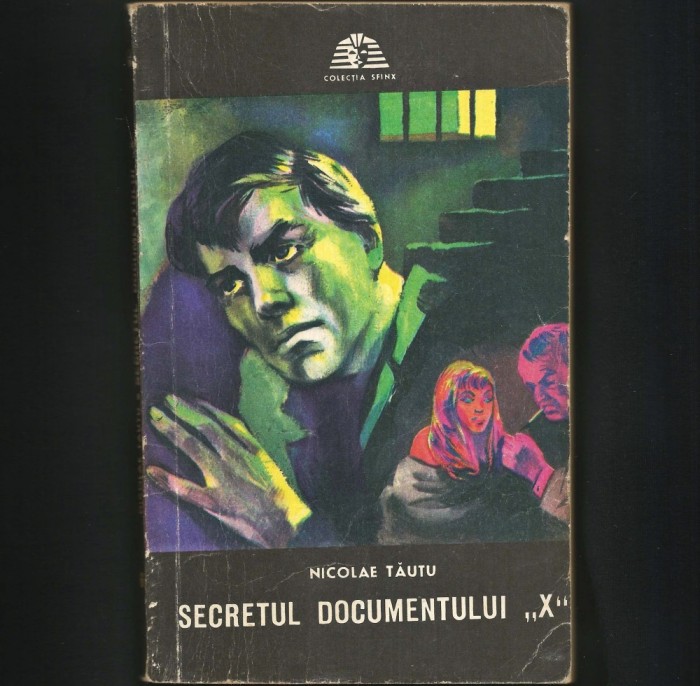 COLECȚIA SFINX
NICOLAE TĂUTU
SECRETUL DOCUMENTULUI „X“